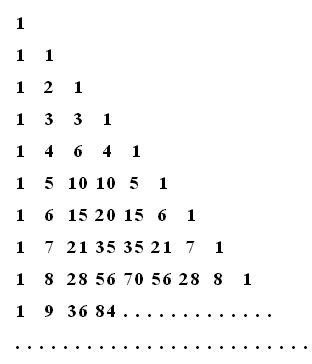 1
1 1
1 2 1
1 3 3 1
1 4 6 4 1
1 5 10 10 5 1
1 6 15 20 15 6 1
1 7 21 35 35 21 7 1
1 8 28 56 70 56 28 8 1
1 9 36 84 . . . . . . . . . . . . .
. . . . . . . . . . . . . . . . . . . . . . . . .